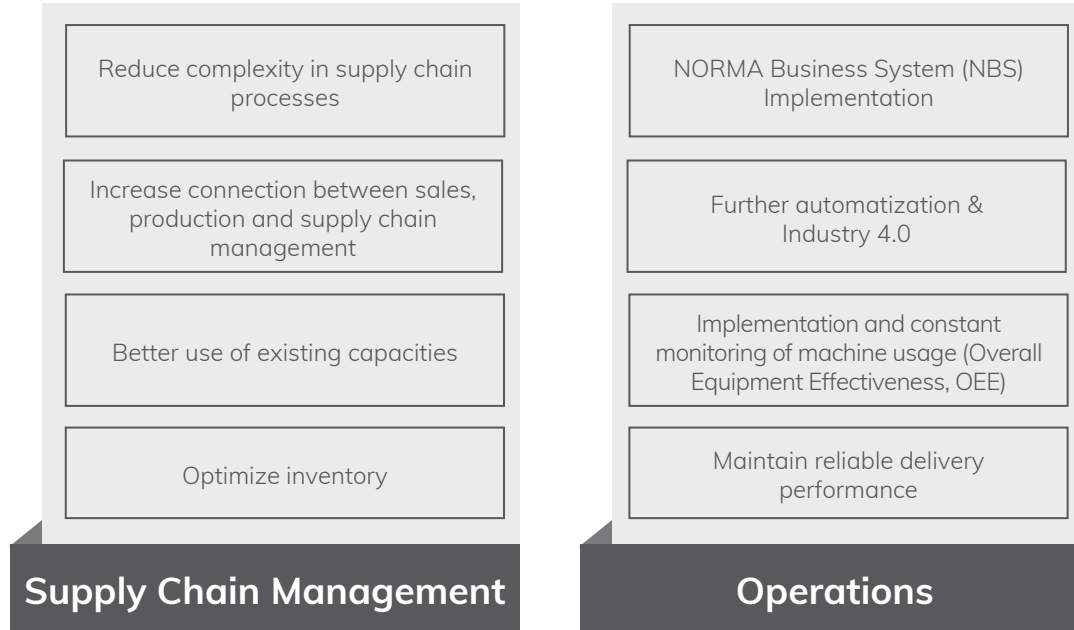 Reduce complexity in supply chain
processes
Increase connection between sales,
production and supply chain
management
Better use of existing capacities
Optimize inventory
Supply Chain Management
NORMA Business System (NBS)
Implementation
Further automatization &
Industry 4.0
Implementation and constant
monitoring of machine usage (Overall
Equipment Effectiveness, OEE)
Maintain reliable delivery
performance
Operations